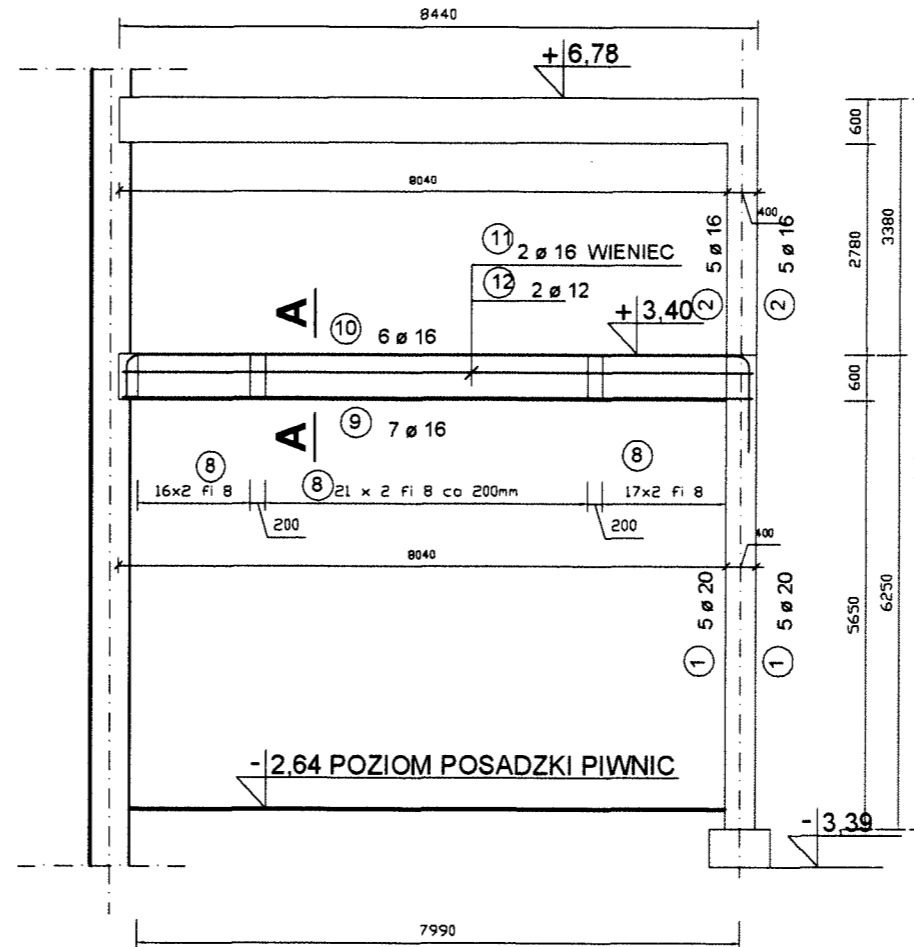 8440
+ 6,78
600
8040
400
2780
3380
5 ø 16
5 ø 16
2
2
11 2 ø 16 WIENIEC
12 2 ø 12
A
10 6 ø 16
+ 3,40
600
A
9 7 ø 16
8
8
16x2 fi 8
8 21 x 2 fi 8 co 200mm
17x2 fi 8
200
200
8040
400
5 ø 20
5 ø 20
1
1
5650
6250
- 2,64 POZIOM POSADZKI PIWNIC
- 3,39
7990